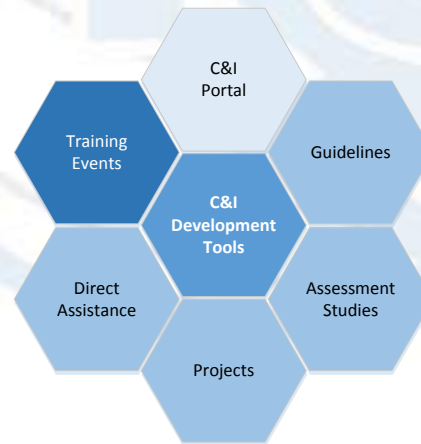 C&I
Portal
Training
Events
Guidelines
C&I
Development
Tools
Direct
Assistance
Assessment
Studies
Projects